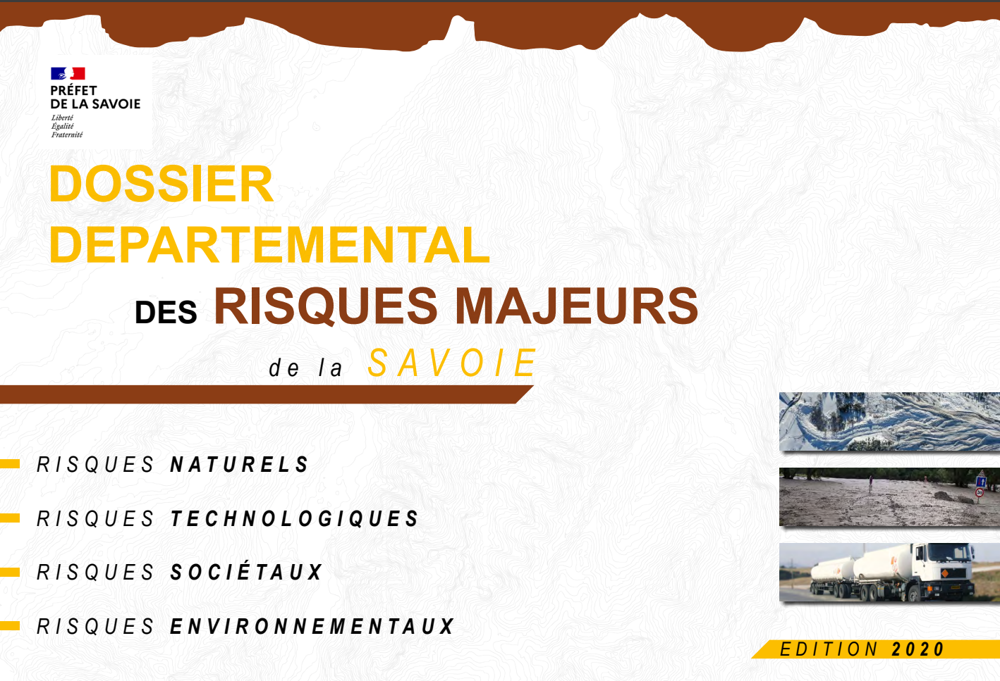 PRÉFET
DE LA SAVOIE
Liberté
Égalité
Fraternité
DOSSIER
DEPARTEMENTAL
DES RISQUES MAJEURS
de la SAVOIE
RISQUES NATURELS
RISQUES TECHNOLOGIQUES
RISQUES SOCIÉTAUX
RISQUES ENVIRONNEMENTAUX
EDITION 2020